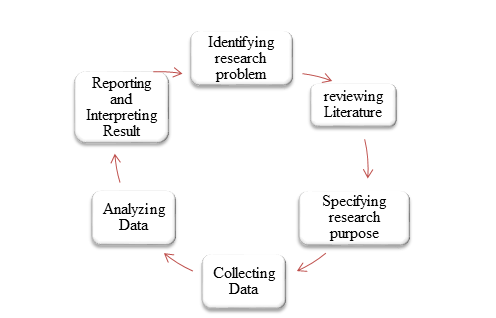 Identifying
research
problem
reviewing
Literature
Specifying
research
purpose
Collecting
Data
Analyzing
Data
Reporting
and
Interpreting
Result